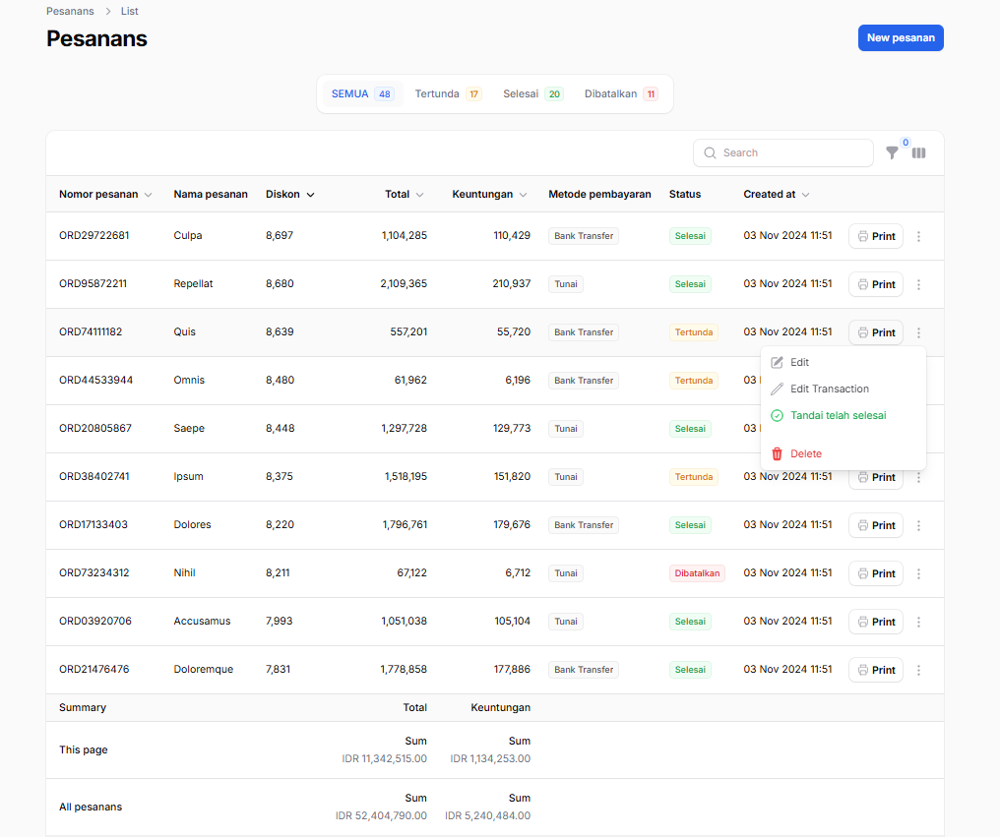 Pesanans > List
Pesanans
New pesanan
SEMUA 48 Tertunda 17 Selesai 20 Dibatalkan 11
Search
0
Nomor pesanan Nama pesanan Diskon Total Keuntungan Metode pembayaran Status Created at
ORD29722681 Culpa 8,697 1,104,285 110,429 Bank Transfer Selesai 03 Nov 2024 11:51 Print
ORD95872211 Repellat 8,680 2,109,365 210,937 Tunai Selesai 03 Nov 2024 11:51 Print
ORD74111182 Quis 8,639 557,201 55,720 Bank Transfer Tertunda 03 Nov 2024 11:51 Print
Edit
Edit Transaction
Tandai telah selesai
Delete
ORD44533944 Omnis 8,480 61,962 6,196 Bank Transfer Tertunda 03
ORD20805867 Saepe 8,448 1,297,728 129,773 Tunai Selesai 03
ORD38402741 Ipsum 8,375 1,518,195 151,820 Tunai Tertunda 03 Nov 2024 11:51 Print
ORD17133403 Dolores 8,220 1,796,761 179,676 Bank Transfer Selesai 03 Nov 2024 11:51 Print
ORD73234312 Nihil 8,211 67,122 6,712 Tunai Dibatalkan 03 Nov 2024 11:51 Print
ORD03920706 Accusamus 7,993 1,051,038 105,104 Tunai Selesai 03 Nov 2024 11:51 Print
ORD21476476 Doloremque 7,831 1,778,858 177,886 Bank Transfer Selesai 03 Nov 2024 11:51 Print
Summary Total Keuntungan
This page Sum Sum
IDR 11,342,515.00 IDR 1,134,253.00
All pesanans Sum Sum
IDR 52,404,790.00 IDR 5,240,484.00